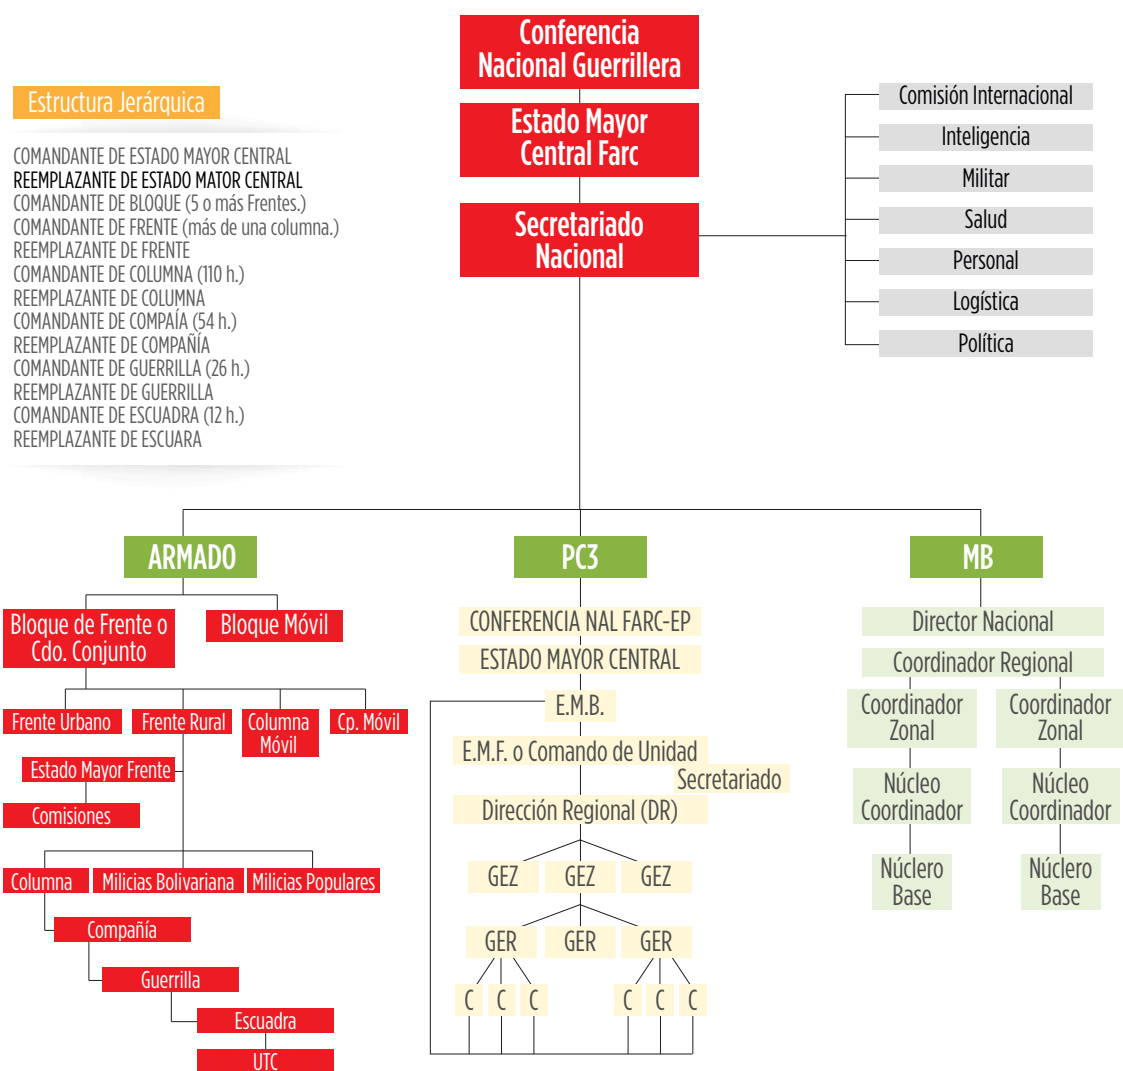 Conferencia
Nacional Guerrillera
Estado Mayor
Central Farc
Secretariado
Nacional
Estructura Jerárquica
COMANDANTE DE ESTADO MAYOR CENTRAL
REEMPLAZANTE DE ESTADO MATOR CENTRAL
COMANDANTE DE BLOQUE (5 o más Frentes.)
COMANDANTE DE FRENTE (más de una columna.)
REEMPLAZANTE DE FRENTE
COMANDANTE DE COLUMNA (110 h.)
REEMPLAZANTE DE COLUMNA
COMANDANTE DE COMPAÍA (54 h.)
REEMPLAZANTE DE COMPAÑÍA
COMANDANTE DE GUERRILLA (26 h.)
REEMPLAZANTE DE GUERRILLA
COMANDANTE DE ESCUADRA (12 h.)
REEMPLAZANTE DE ESCUARA
Comisión Internacional
Inteligencia
Militar
Salud
Personal
Logística
Política
ARMADO
Bloque de Frente o
Cdo. Conjunto
Bloque Móvil
Frente Urbano
Frente Rural
Columna
Móvil
Cp. Móvil
Estado Mayor Frente
Comisiones
Columna
Milicias Bolivariana
Milicias Populares
Compañía
Guerrilla
Escuadra
UTC
PC3
CONFERENCIA NAL FARC-EP
ESTADO MAYOR CENTRAL
E.M.B.
E.M.F. o Comando de Unidad
Secretariado
Dirección Regional (DR)
GEZ GEZ GEZ
GER GER GER
C C C C C C
MB
Director Nacional
Coordinador Regional
Coordinador
Zonal
Coordinador
Zonal
Núcleo
Coordinador
Núcleo
Coordinador
Núclero
Base
Núclero
Base